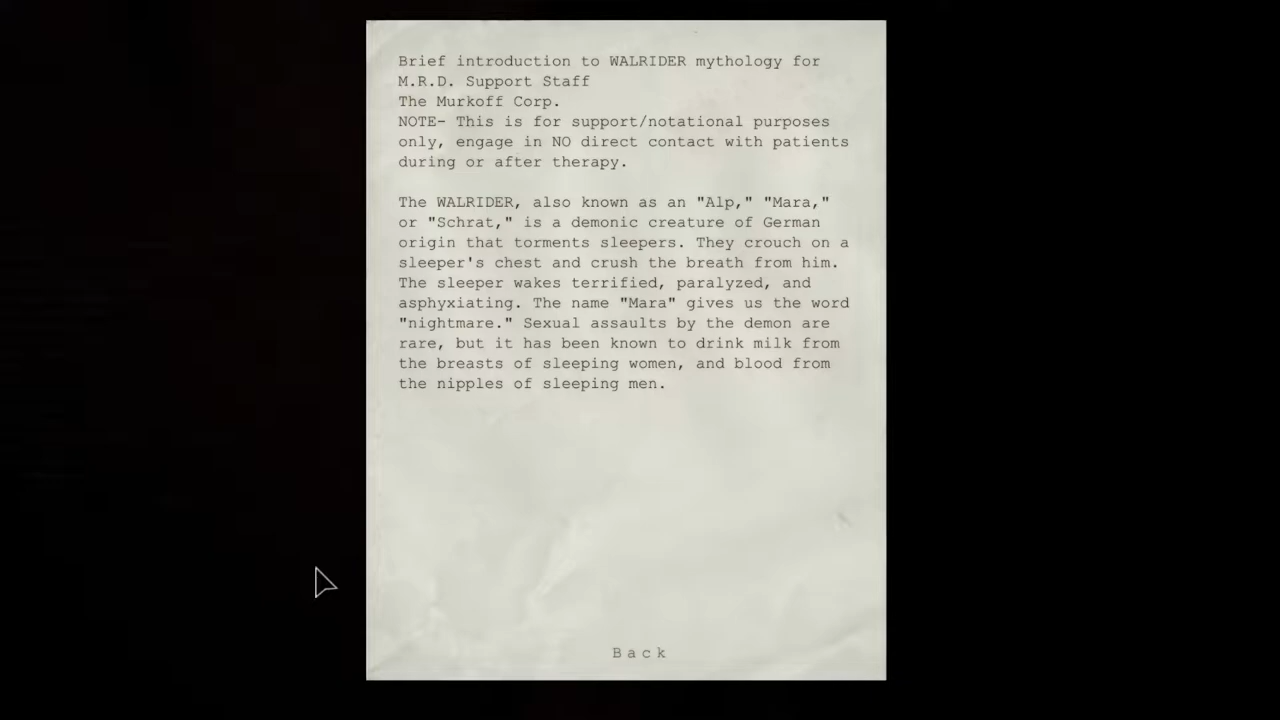 Brief introduction to WALRIDER mythology for
M.R.D. Support Staff
The Murkoff Corp.
NOTE- This is for support/notational purposes
only, engage in NO direct contact with patients
during or after therapy.
The WALRIDER, also known as an "Alp," "Mara,"
or "Schrat," is a demonic creature of German
origin that torments sleepers. They crouch on a
sleeper's chest and crush the breath from him.
The sleeper wakes terrified, paralyzed, and
asphyxiating. The name "Mara" gives us the word
"nightmare." Sexual assaults by the demon are
rare, but it has been known to drink milk from
the breasts of sleeping women, and blood from
the nipples of sleeping men.
Back